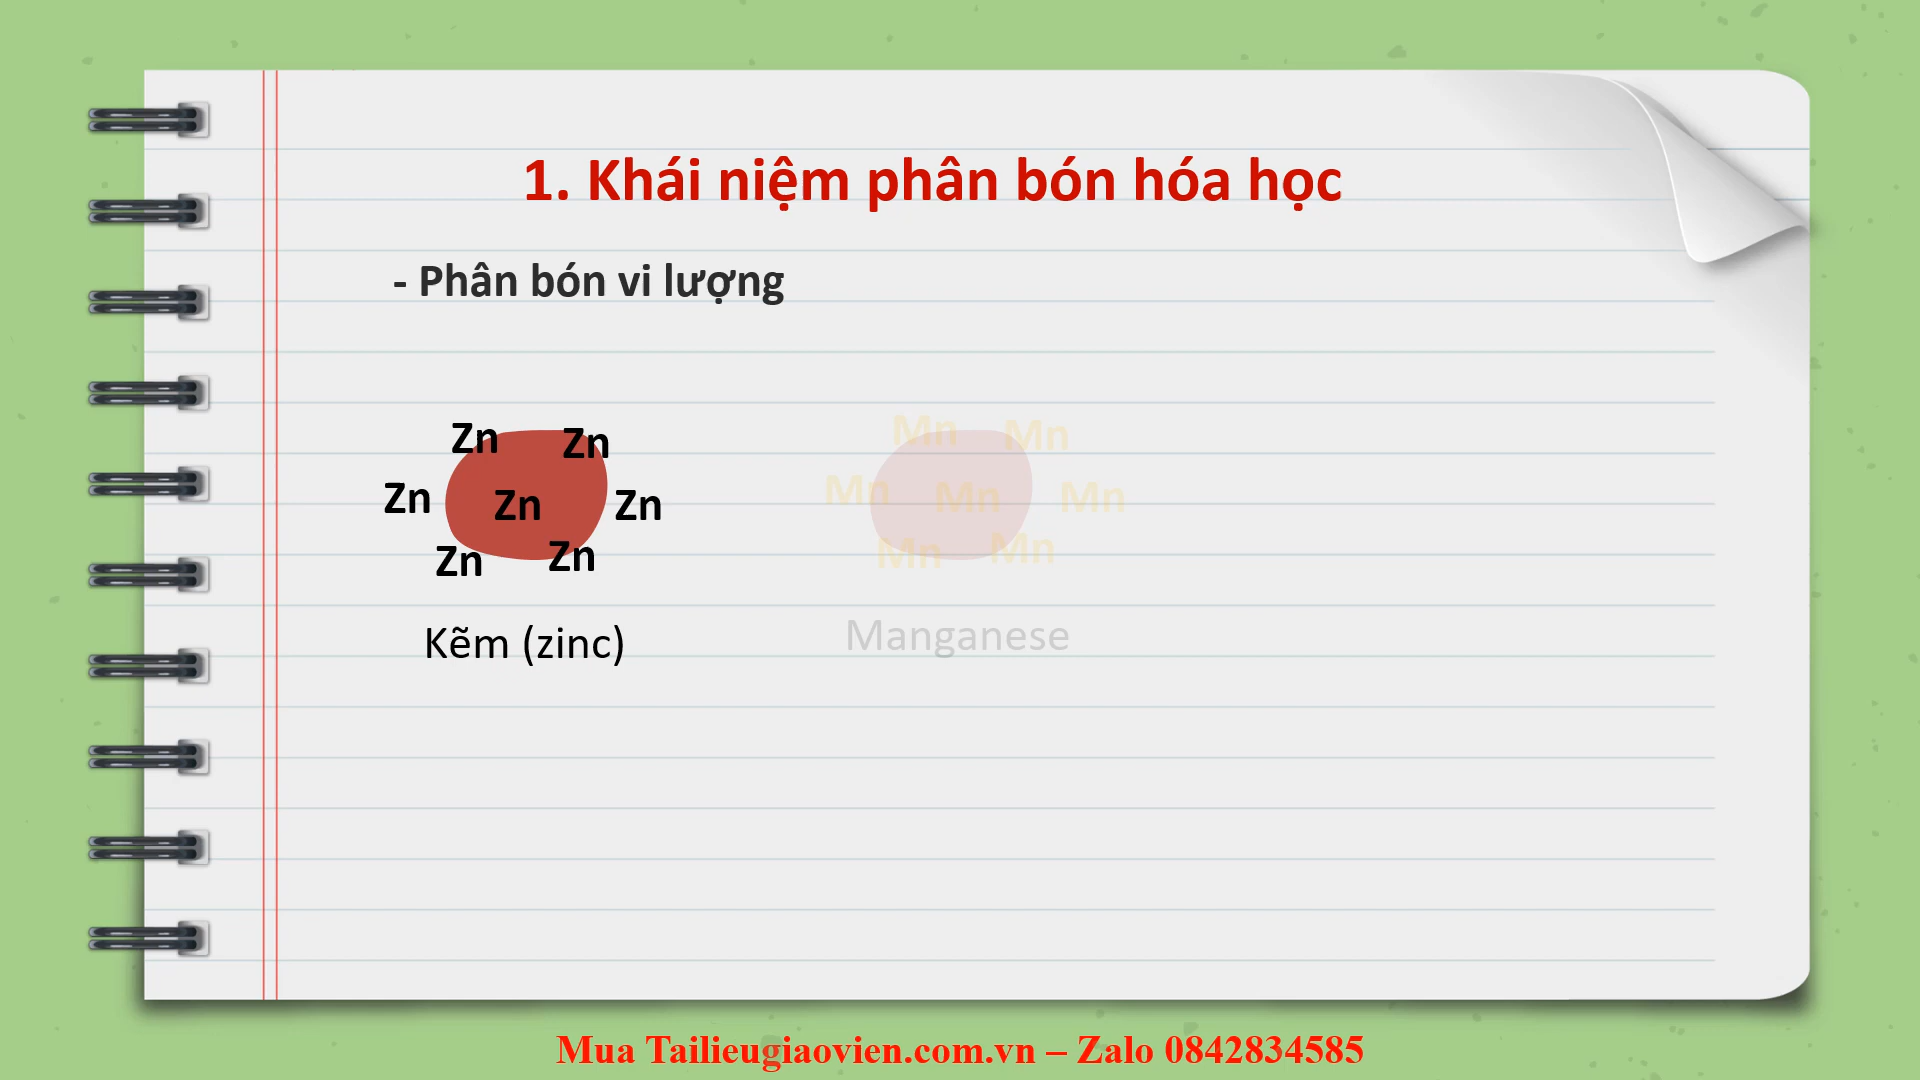 1. Khái niệm phân bón hóa học
- Phân bón vi lượng
Zn Zn
Zn Zn Zn
Zn Zn
Kẽm (zinc)
Mn Mn
Mn Mn Mn
Mn Mn
Manganese
Mua Tailieugiaovien.com.vn – Zalo 0842834585